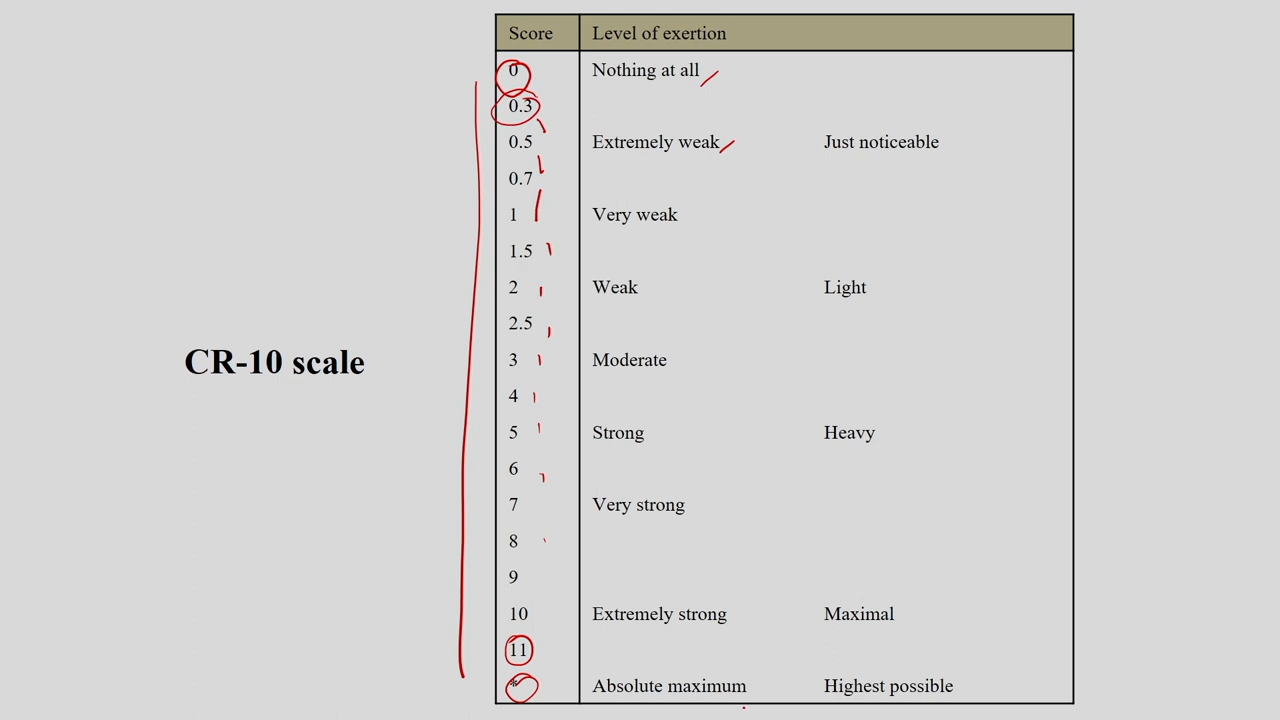 Score Level of exertion
0 Nothing at all
0.3
0.5 Extremely weak Just noticeable
0.7
1 Very weak
1.5
2 Weak Light
2.5
3 Moderate
CR-10 scale
4
5 Strong Heavy
6
7 Very strong
8
9
10 Extremely strong Maximal
11
* Absolute maximum Highest possible